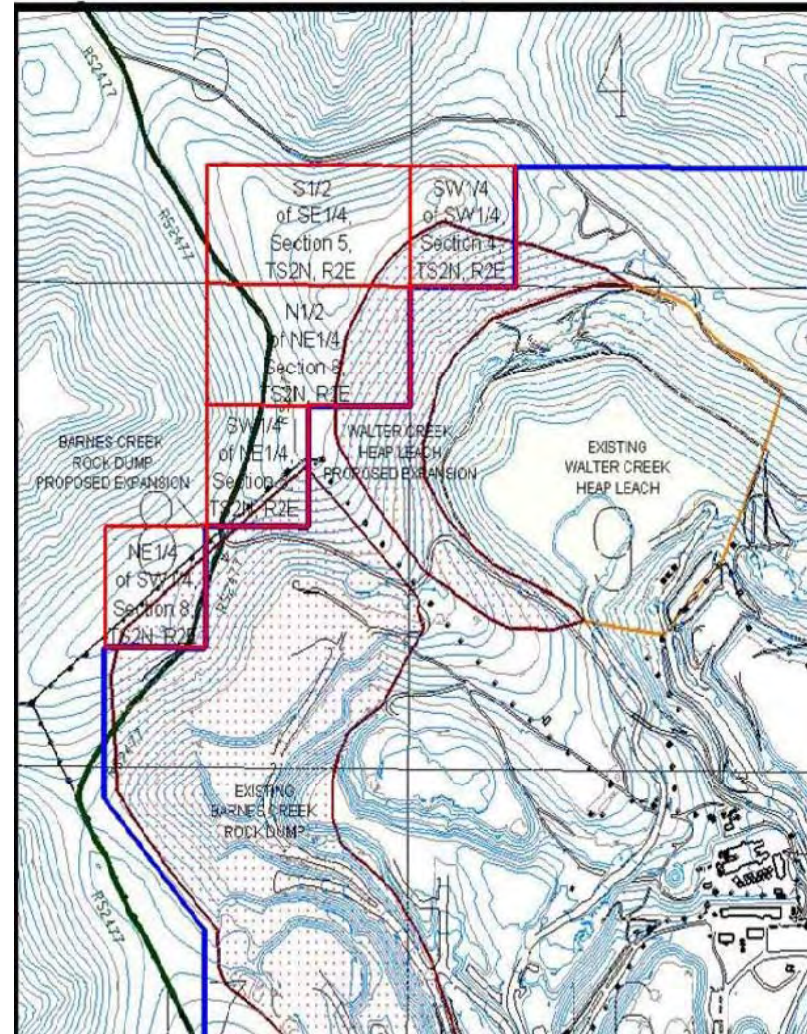 5
4
RS2477
RS2477
S1/2
of SE1/4,
Section 5,
TS2N, R2E
SW1/4
of SW1/4
Section 4,
TS2N, R2E
N1/2
of NE1/4
Section 8,
TS2N, R2E
SW1/4
of NE1/4,
TS2N, R2E
BARNES CREEK
ROCK DUMP
PROPOSED EXPANSION
WALTER CREEK
HEAP LEACH
PROPOSED EXPANSION
EXISTING
WALTER CREEK
HEAP LEACH
8
9
NE1/4
of SW1/4,
Section 8,
TS2N, R2E
RS2477
RS2477
EXISTING
BARNES CREEK
ROCK DUMP
RS2477